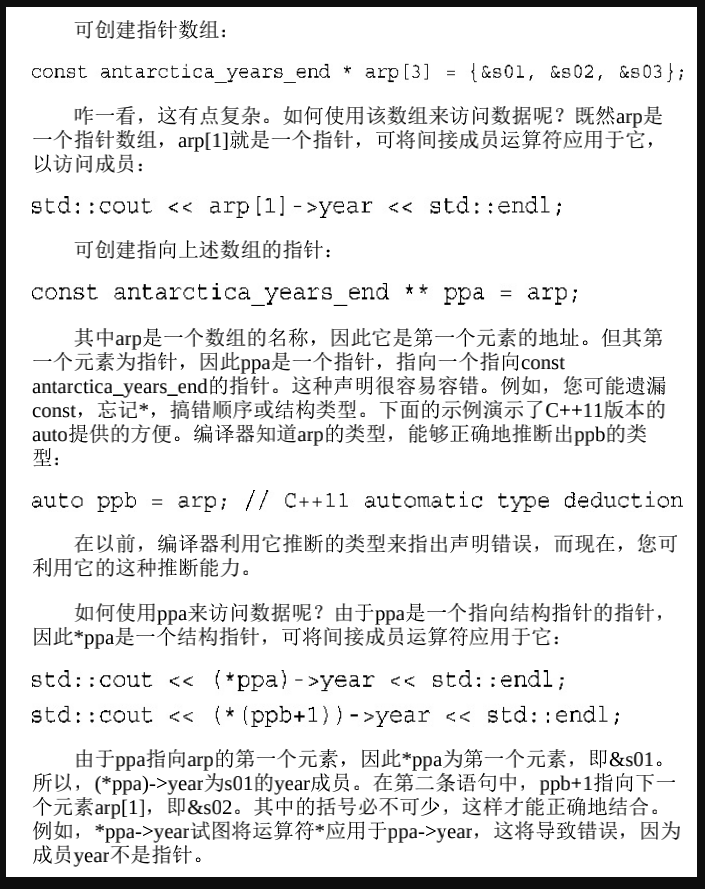 可创建指针数组：
const antarctica_years_end * arp[3] = {&s01, &s02, &s03};
咋一看，这有点复杂。如何使用该数组来访问数据呢？既然arp是
一个指针数组，arp[1]就是一个指针，可将间接成员运算符应用于它，
以访问成员：
std::cout << arp[1]->year << std::endl;
可创建指向上述数组的指针：
const antarctica_years_end ** ppa = arp;
其中arp是一个数组的名称，因此它是第一个元素的地址。但其第
一个元素为指针，因此ppa是一个指针，指向一个指向const
antarctica_years_end的指针。这种声明很容易容错。例如，您可能遗漏
const，忘记*，搞错顺序或结构类型。下面的示例演示了C++11版本的
auto提供的方便。编译器知道arp的类型，能够正确地推断出ppb的类
型：
auto ppb = arp; // C++11 automatic type deduction
在以前，编译器利用它推断的类型来指出声明错误，而现在，您可
利用它的这种推断能力。
如何使用ppa来访问数据呢？由于ppa是一个指向结构指针的指针，
因此*ppa是一个结构指针，可将间接成员运算符应用于它：
std::cout << (*ppa)->year << std::endl;
std::cout << (*(ppb+1))->year << std::endl;
由于ppa指向arp的第一个元素，因此*ppa为第一个元素，即&s01。
所以，(*ppa)->year为s01的year成员。在第二条语句中，ppb+1指向下一
个元素arp[1]，即&s02。其中的括号必不可少，这样才能正确地结合。
例如，*ppa->year试图将运算符*应用于ppa->year，这将导致错误，因为
成员year不是指针。